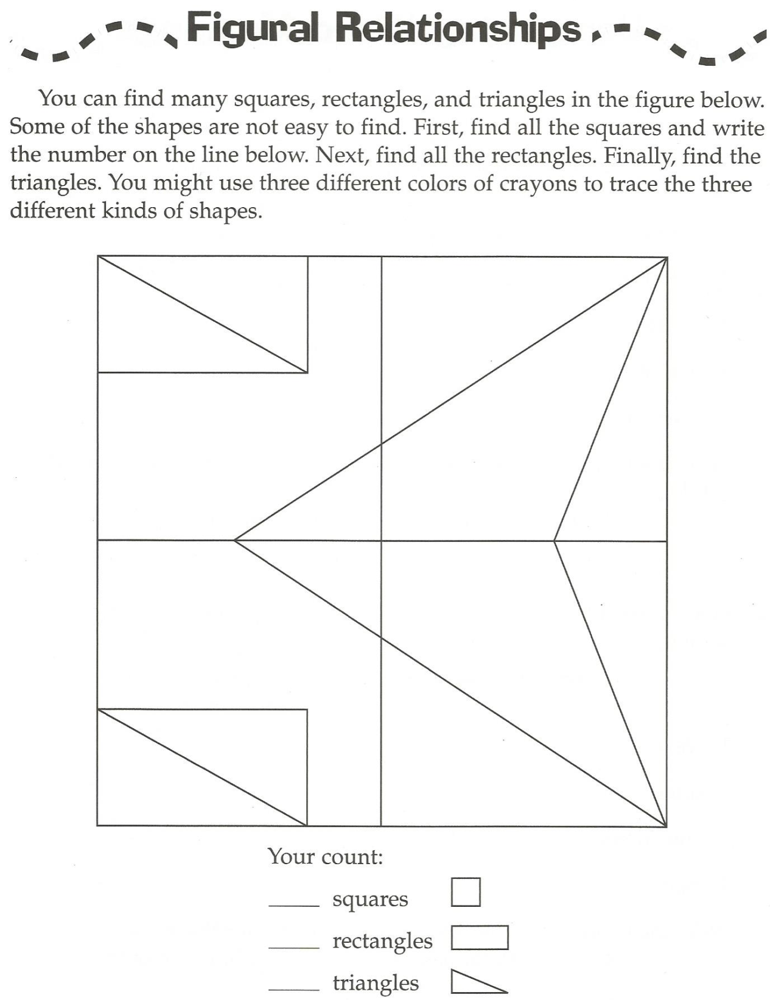 Figural Relationships
You can find many squares, rectangles, and triangles in the figure below.
Some of the shapes are not easy to find. First, find all the squares and write
the number on the line below. Next, find all the rectangles. Finally, find the
triangles. You might use three different colors of crayons to trace the three
different kinds of shapes.
Your count:
_____ squares
_____ rectangles
_____ triangles